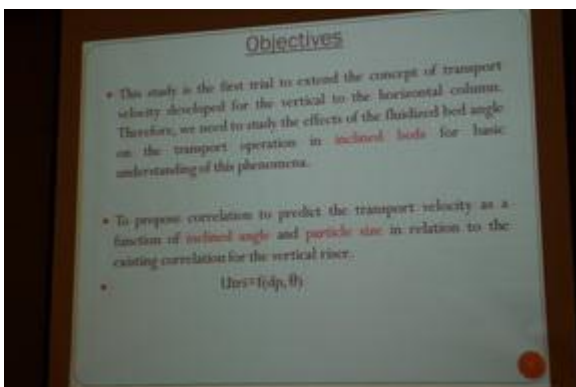 Objectives
• This study is the first trial to extend the concept of transport
velocity developed for the vertical to the horizontal column.
Therefore, we need to study the effects of the fluidized bed angle
on the transport operation in inclined beds for basic
understanding of this phenomena.
• To propose correlation to predict the transport velocity as a
function of inclined angle and particle size in relation to the
existing correlation for the vertical riser.